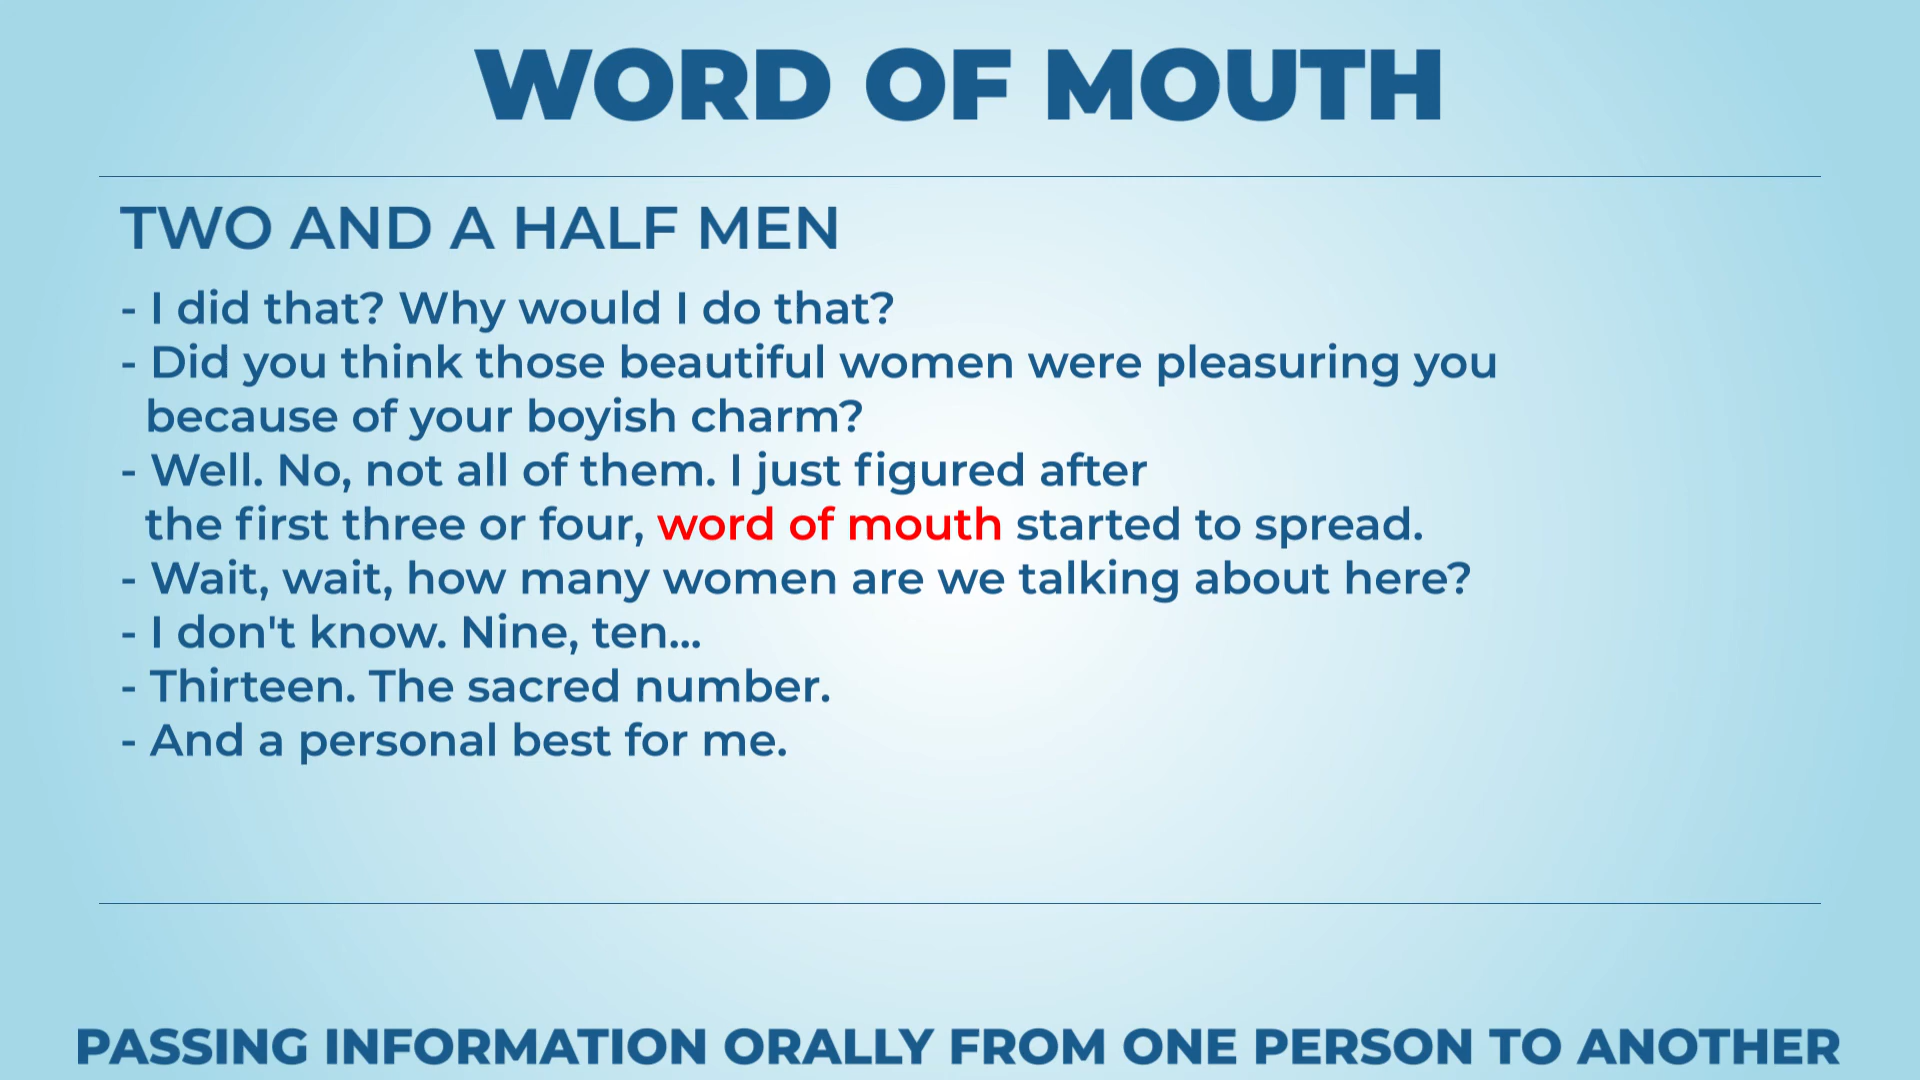 WORD OF MOUTH
TWO AND A HALF MEN
- I did that? Why would I do that?
- Did you think those beautiful women were pleasuring you
because of your boyish charm?
- Well. No, not all of them. I just figured after
the first three or four, word of mouth started to spread.
- Wait, wait, how many women are we talking about here?
- I don't know. Nine, ten...
- Thirteen. The sacred number.
- And a personal best for me.
PASSING INFORMATION ORALLY FROM ONE PERSON TO ANOTHER